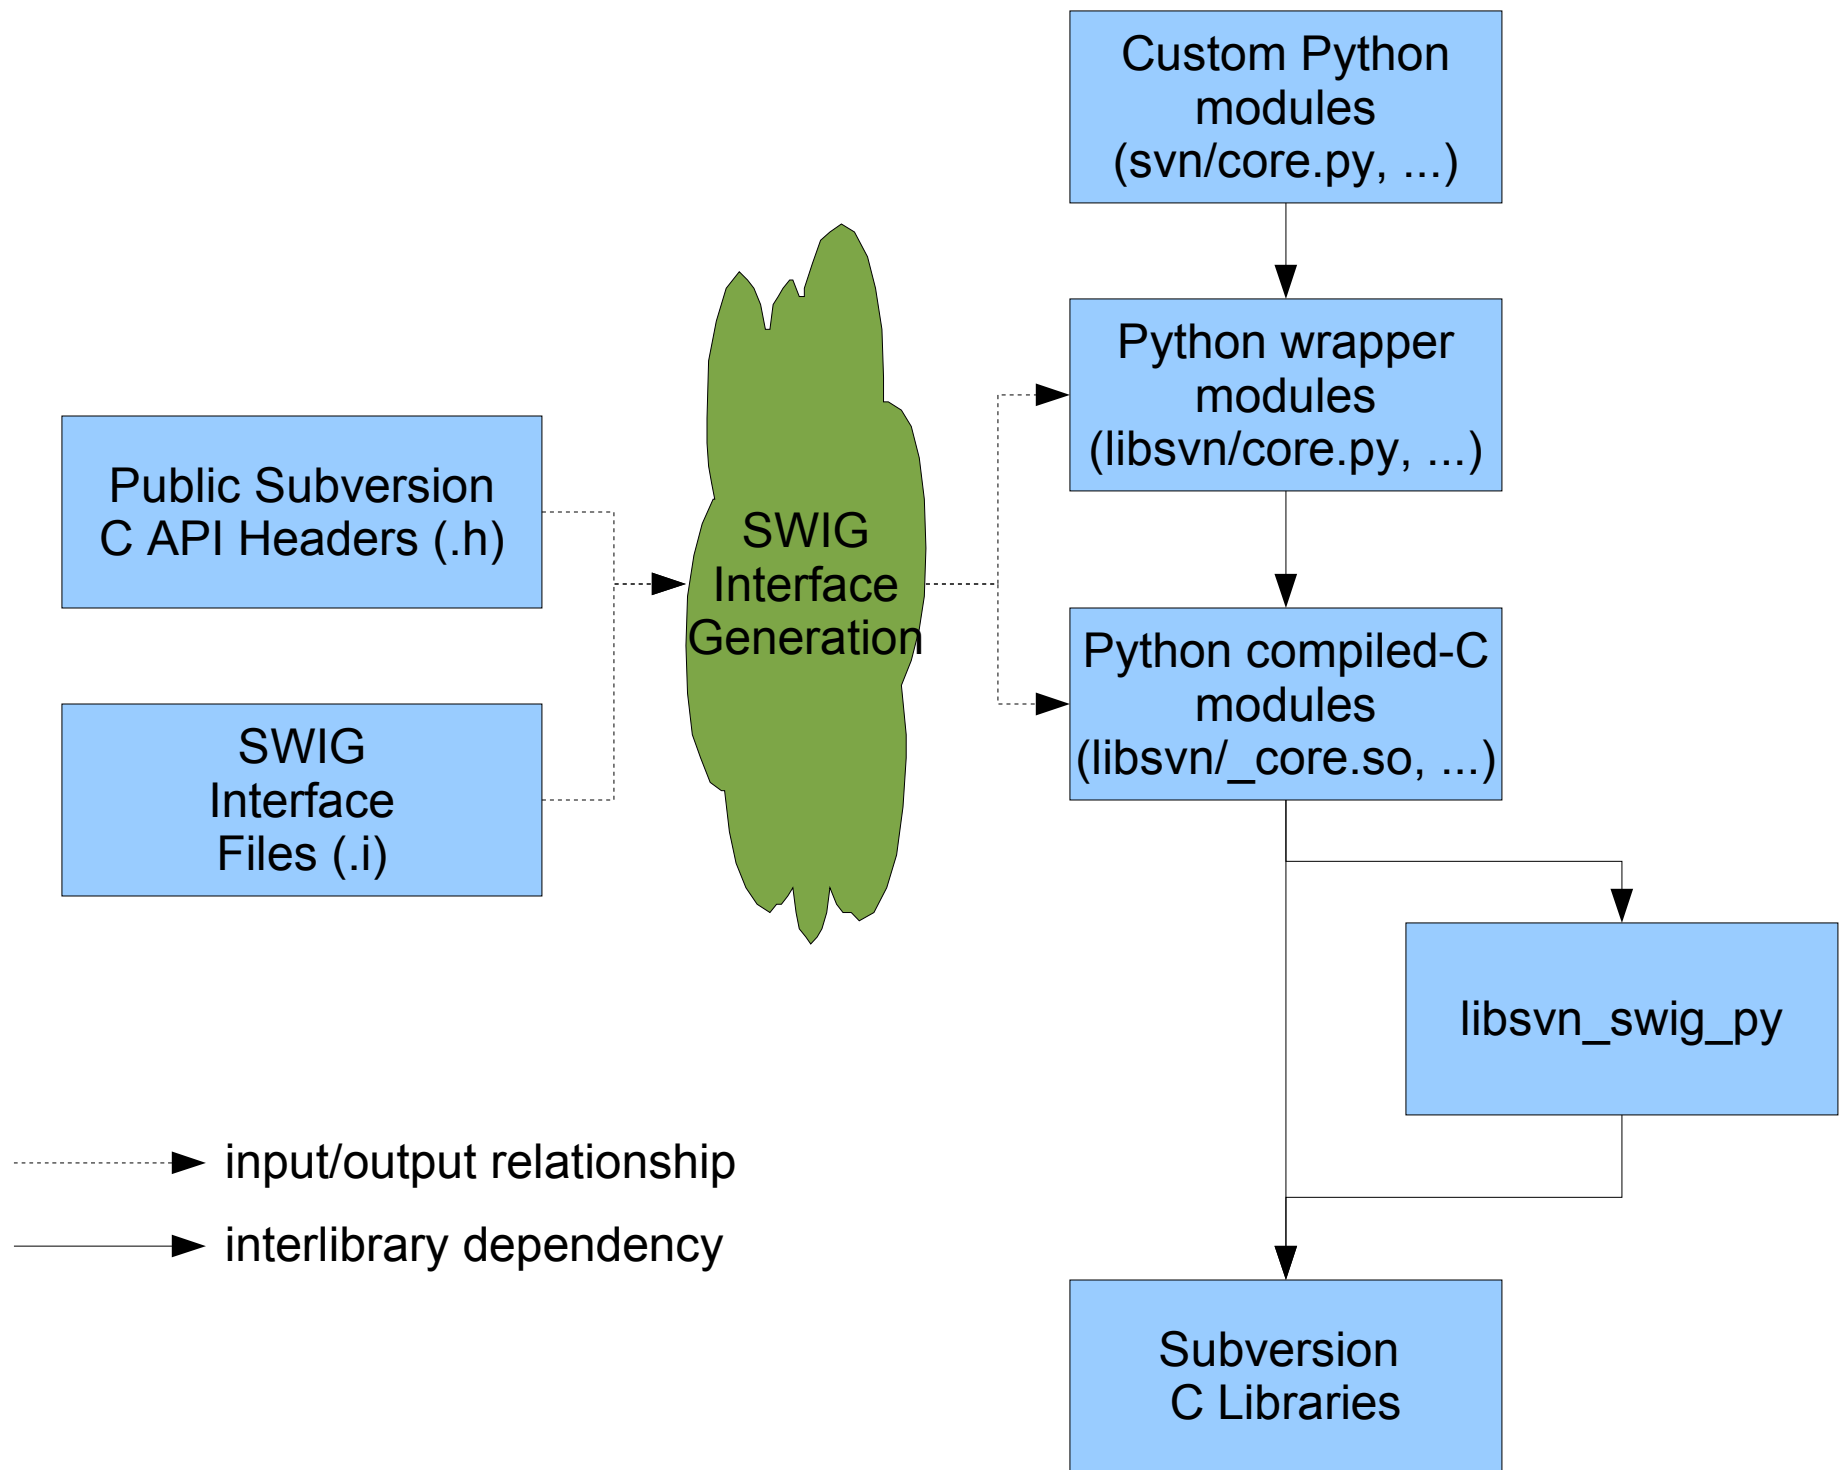 Custom Python
modules
(svn/core.py, ...)
Python wrapper
modules
(libsvn/core.py, ...)
Public Subversion
C API Headers (.h)
SWIG
Interface
Generation
Python compiled-C
modules
(libsvn/_core.so, ...)
SWIG
Interface
Files (.i)
libsvn_swig_py
input/output relationship
interlibrary dependency
Subversion
C Libraries